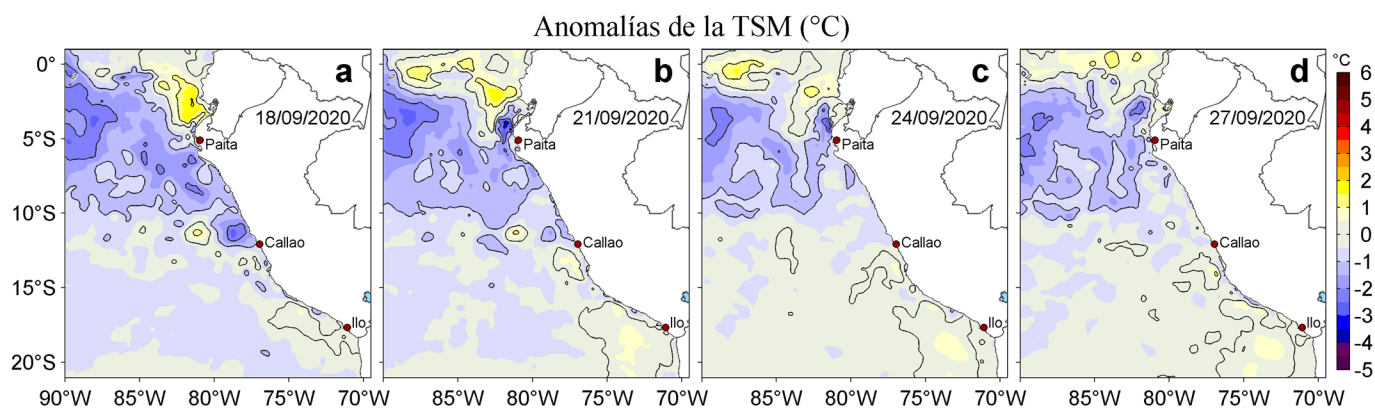 Anomalías de la TSM (°C)
a
18/09/2020
Paita
Callao
Ilo
b
21/09/2020
Paita
Callao
Ilo
c
24/09/2020
Paita
Callao
Ilo
d
27/09/2020
Paita
Callao
Ilo
0°
5°S
10°S
15°S
20°S
90°W 85°W 80°W 75°W 70°W
85°W 80°W 75°W 70°W
85°W 80°W 75°W 70°W
85°W 80°W 75°W 70°W
°C
6
5
4
3
2
1
0
-1
-2
-3
-4
-5